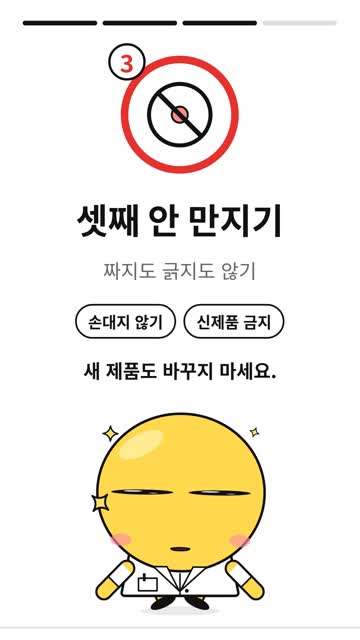 3
셋째 안 만지기
짜지도 긁지도 않기
손대지 않기
신제품 금지
새 제품도 바꾸지 마세요.